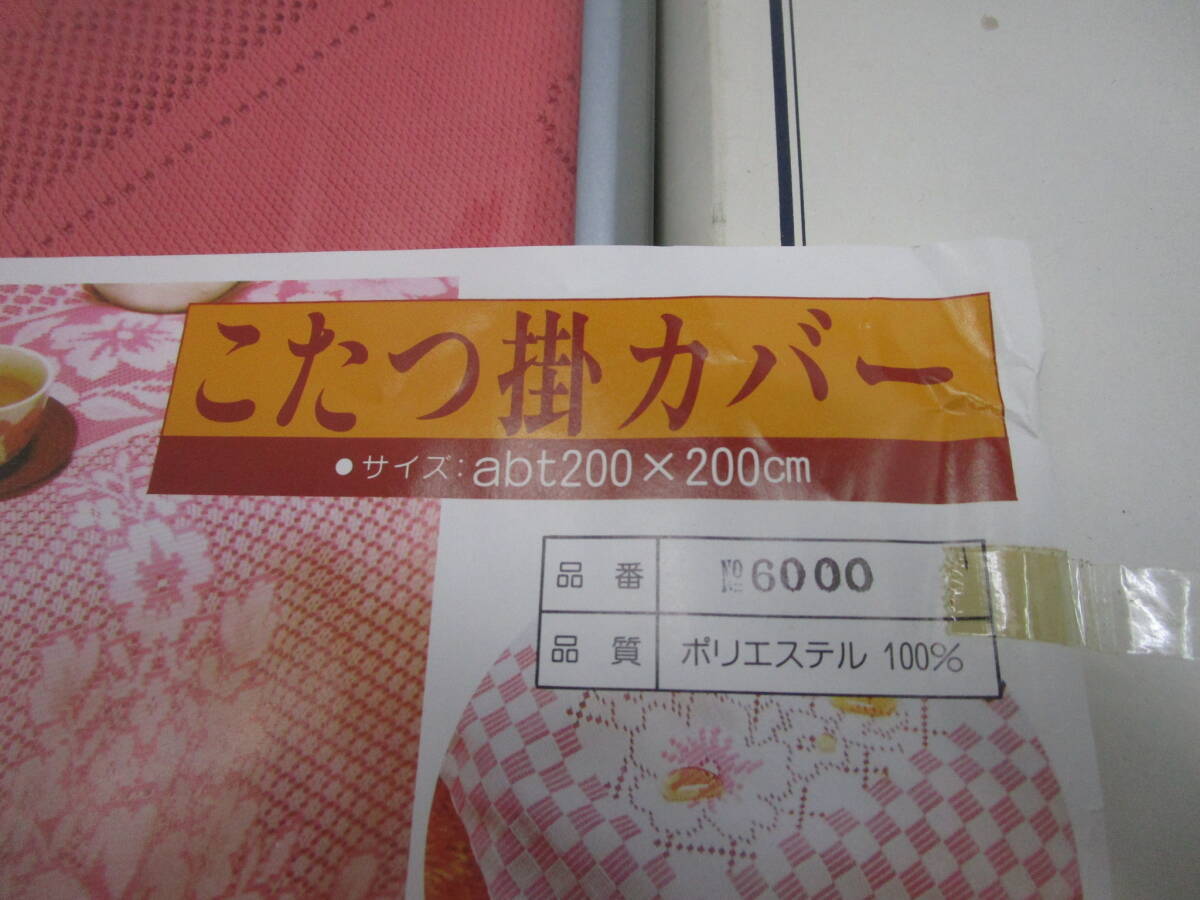 こたつ掛カバー
●サイズ:abt200×200cm
品番 №6000
品質 ポリエステル 100%